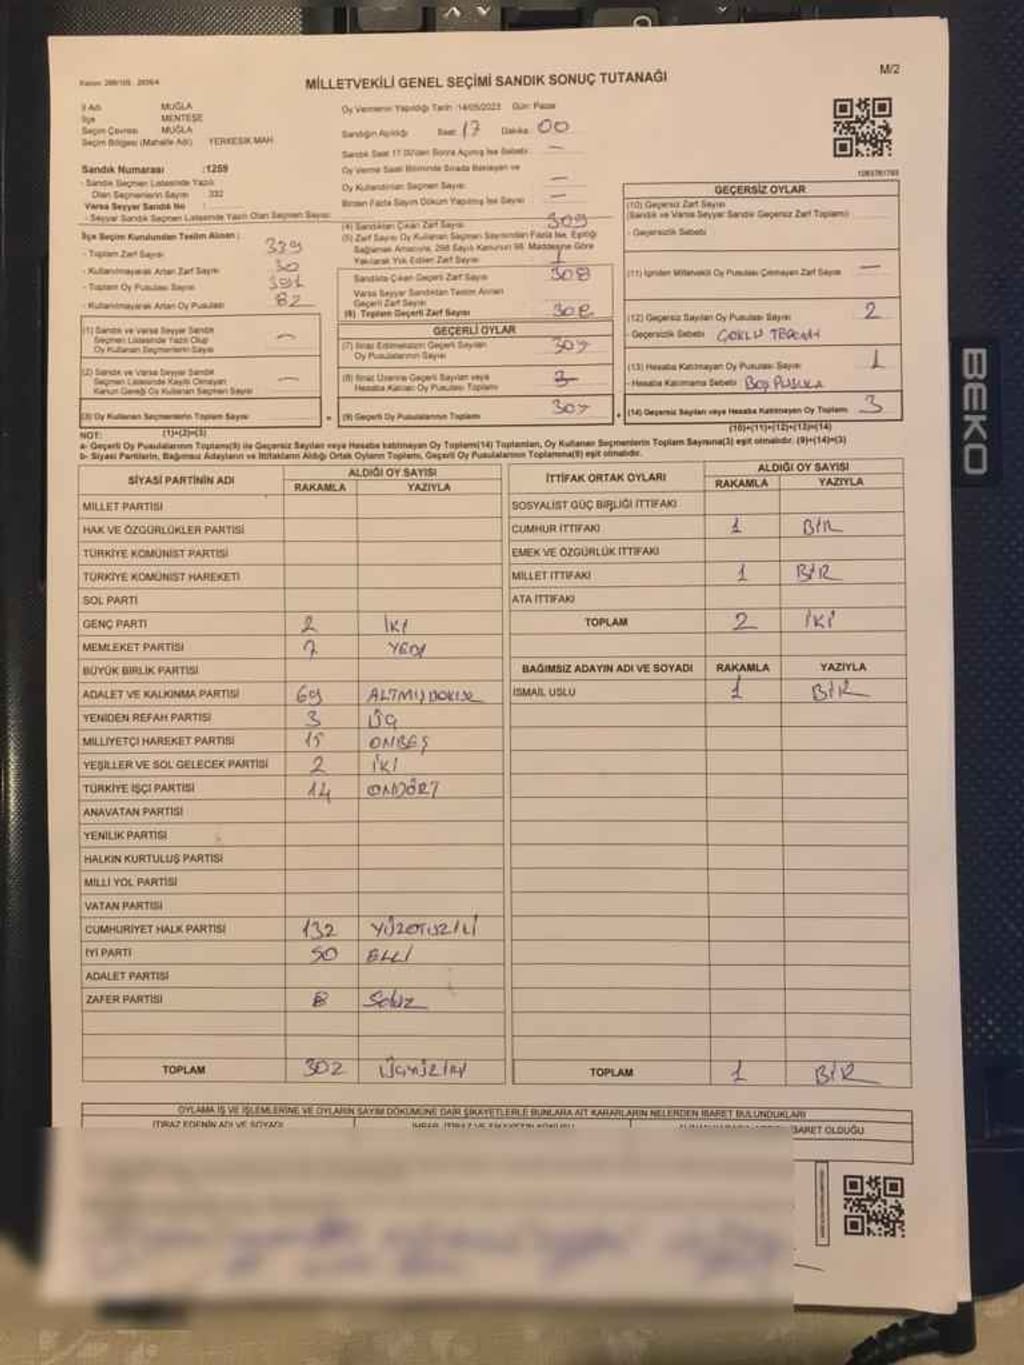 Kanun: 298/105 - 2839/4
MİLLETVEKİLİ GENEL SEÇİMİ SANDIK SONUÇ TUTANAĞI
M/2
İl Adı MUĞLA
İlçe MENTEŞE
Seçim Çevresi MUĞLA
Seçim Bölgesi (Mahalle Adı) YERKESİK MAH
Sandık Numarası :1259
- Sandık Seçmen Listesinde Yazılı
Olan Seçmenlerin Sayısı : 332
Varsa Seyyar Sandık No :
- Seyyar Sandık Seçmen Listesinde Yazılı Olan Seçmen Sayısı:
Oy Vermenin Yapıldığı Tarih :14/05/2023 Gün: Pazar
Sandığın Açıldığı Saat: 17 Dakika: 00
Sandık Saat 17.00'den Sonra Açılmış İse Sebebi: —
Oy Verme Saati Bitiminde Sırada Bekleyen ve
Oy Kullandırılan Seçmen Sayısı: —
Birden Fazla Sayım Döküm Yapılmış İse Sayısı: —
İlçe Seçim Kurulundan Teslim Alınan :
- Toplam Zarf Sayısı
- Kullanılmayarak Artan Zarf Sayısı 30
- Toplam Oy Pusulası Sayısı
- Kullanılmayarak Artan Oy Pusulası 82
(1) Sandık ve Varsa Seyyar Sandık
Seçmen Listesinde Yazılı Olup
Oy Kullanan Seçmenlerin Sayısı —
(2) Sandık ve Varsa Seyyar Sandık
Seçmen Listesinde Kayıtlı Olmayan
Kanun Gereği Oy Kullanan Seçmen Sayısı —
(3) Oy Kullanan Seçmenlerin Toplam Sayısı
(1)+(2)=(3)
(4) Sandıktan Çıkan Zarf Sayısı: 309
(5) Zarf Sayısı Oy Kullanan Seçmen Sayısından Fazla İse, Eşitliği
Sağlamak Amacıyla, 298 Sayılı Kanunun 98. Maddesine Göre
Yakılarak Yok Edilen Zarf Sayısı: 1
Sandıkta Çıkan Geçerli Zarf Sayısı 308
Varsa Seyyar Sandıktan Teslim Alınan
Geçerli Zarf Sayısı
(6) Toplam Geçerli Zarf Sayısı 308
GEÇERLİ OYLAR
(7) İtiraz Edilmeksizin Geçerli Sayılan
Oy Pusulalarının Sayısı
(8) İtiraz Üzerine Geçerli Sayılan veya
Hesaba Katılan Oy Pusulası Toplamı
= (9) Geçerli Oy Pusulalarının Toplamı
GEÇERSİZ OYLAR
(10) Geçersiz Zarf Sayısı
(Sandık ve Varsa Seyyar Sandık Geçersiz Zarf Toplamı)
- Geçersizlik Sebebi
(11) İçinden Milletvekili Oy Pusulası Çıkmayan Zarf Sayısı —
(12) Geçersiz Sayılan Oy Pusulası Sayısı 2
- Geçersizlik Sebebi ÇOKLU TERCİH
(13) Hesaba Katılmayan Oy Pusulası Sayısı 1
- Hesaba Katılmama Sebebi BOŞ PUSULA
+ (14) Geçersiz Sayılan veya Hesaba Katılmayan Oy Toplamı 3
(10)+(11)+(12)+(13)=(14)
NOT:
a- Geçerli Oy Pusulalarının Toplamı(9) ile Geçersiz Sayılan veya Hesaba katılmayan Oy Toplamı(14) Toplamları, Oy Kullanan Seçmenlerin Toplam Sayısına(3) eşit olmalıdır. (9)+(14)=(3)
b- Siyasi Partilerin, Bağımsız Adayların ve İttifakların Aldığı Ortak Oyların Toplamı, Geçerli Oy Pusulalarının Toplamına(9) eşit olmalıdır.
SİYASİ PARTİNİN ADI ALDIĞI OY SAYISI
RAKAMLA YAZIYLA
MİLLET PARTİSİ
HAK VE ÖZGÜRLÜKLER PARTİSİ
TÜRKİYE KOMÜNİST PARTİSİ
TÜRKİYE KOMÜNİST HAREKETİ
SOL PARTİ
GENÇ PARTİ 2 İKİ
MEMLEKET PARTİSİ 7 YEDİ
BÜYÜK BİRLİK PARTİSİ
ADALET VE KALKINMA PARTİSİ 69 ALTMIŞDOKUZ
YENİDEN REFAH PARTİSİ 3 ÜÇ
MİLLİYETÇİ HAREKET PARTİSİ 15 ONBEŞ
YEŞİLLER VE SOL GELECEK PARTİSİ 2 İKİ
TÜRKİYE İŞÇİ PARTİSİ 14 ONDÖRT
ANAVATAN PARTİSİ
YENİLİK PARTİSİ
HALKIN KURTULUŞ PARTİSİ
MİLLİ YOL PARTİSİ
VATAN PARTİSİ
CUMHURİYET HALK PARTİSİ 132 YÜZOTUZİKİ
İYİ PARTİ 50 ELLİ
ADALET PARTİSİ
ZAFER PARTİSİ 8 Sekiz
TOPLAM 302 ÜÇYÜZİKİ
İTTİFAK ORTAK OYLARI ALDIĞI OY SAYISI
RAKAMLA YAZIYLA
SOSYALİST GÜÇ BİRLİĞİ İTTİFAKI
CUMHUR İTTİFAKI 1 BİR
EMEK VE ÖZGÜRLÜK İTTİFAKI
MİLLET İTTİFAKI 1 BİR
ATA İTTİFAKI
TOPLAM 2 İKİ
BAĞIMSIZ ADAYIN ADI VE SOYADI RAKAMLA YAZIYLA
İSMAİL USLU 1 BİR
TOPLAM 1 BİR
OYLAMA İŞ VE İŞLEMLERİNE VE OYLARIN SAYIM DÖKÜMÜNE DAİR ŞİKAYETLERLE BUNLARA AİT KARARLARIN NELERDEN İBARET BULUNDUKLARI
İTİRAZ EDENİN ADI VE SOYADI
BARET OLDUĞU
BEKO